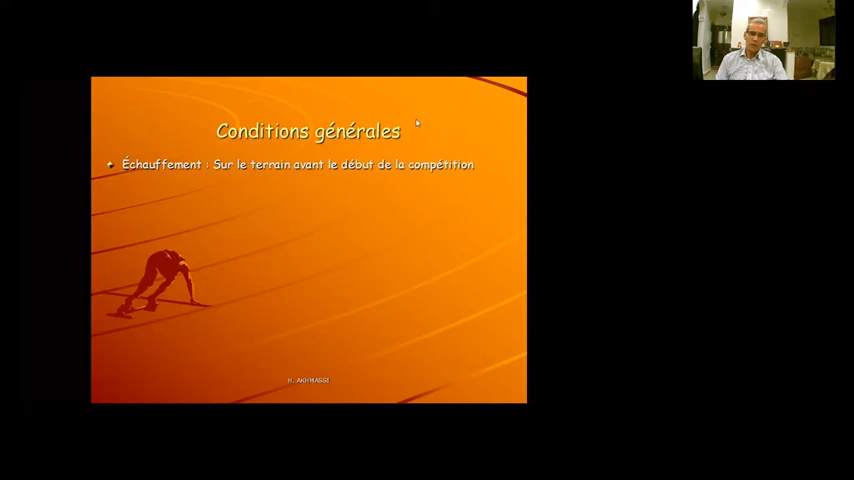 Conditions générales
Échauffement : Sur le terrain avant le début de la compétition
H. AKHMASSI